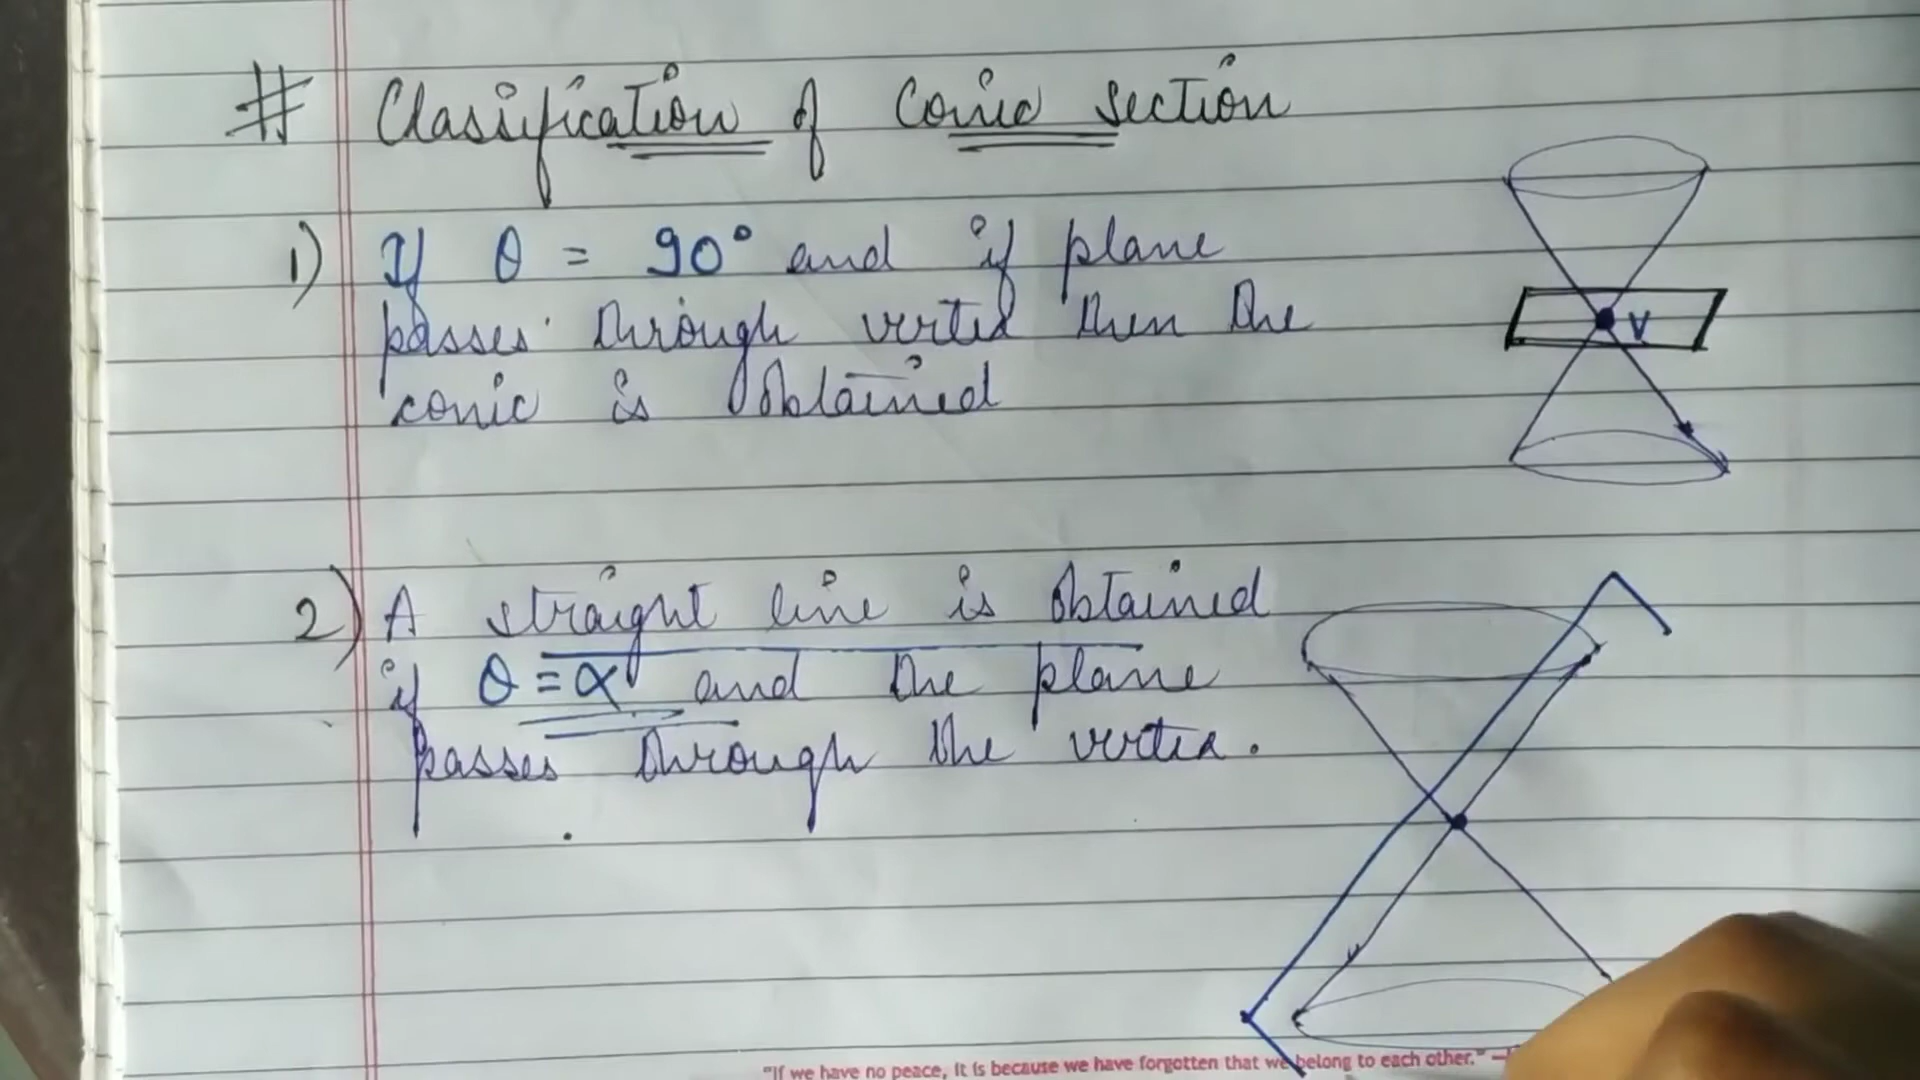 # Classification of Conic section
1) If θ = 90° and if plane
passes through vertex then the
conic is obtained
V
2) A straight line is obtained
if θ = α and the plane
passes through the vertex.
"If we have no peace, it is because we have forgotten that we belong to each other." —